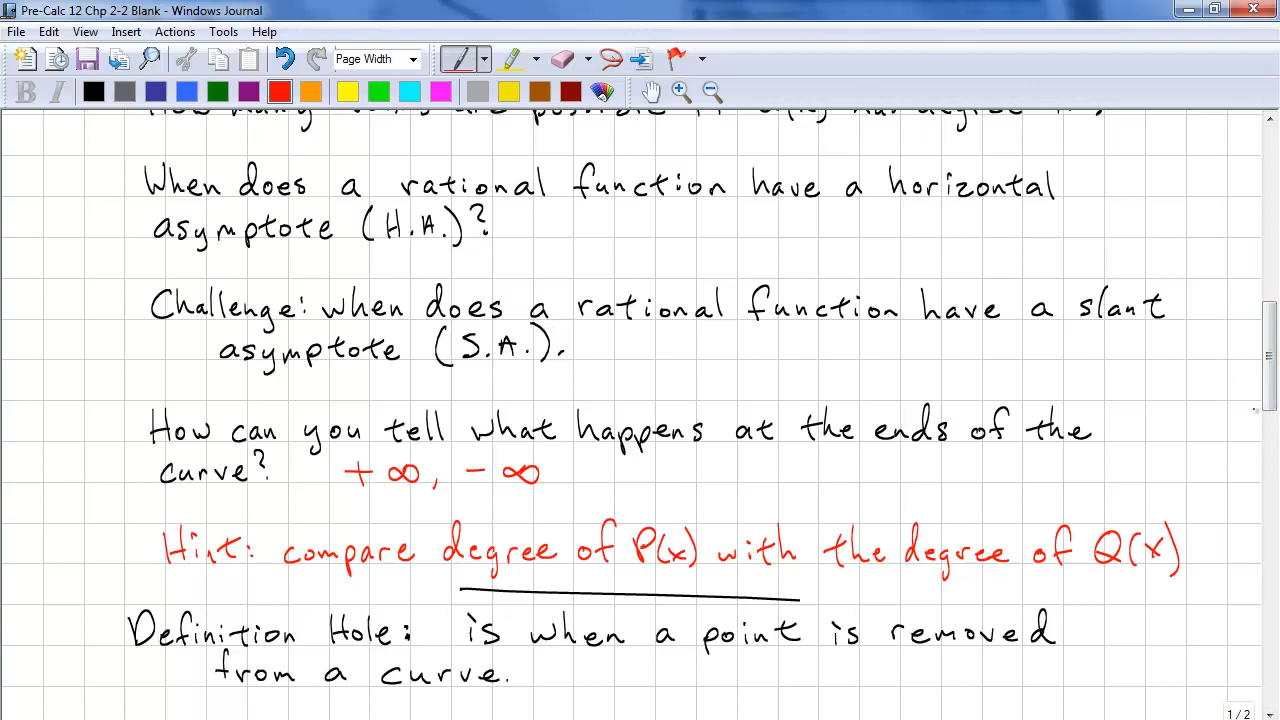 Pre-Calc 12 Chp 2-2 Blank - Windows Journal
File Edit View Insert Actions Tools Help
Page Width
B I
When does a rational function have a horizontal
asymptote (H.A.)?
Challenge: when does a rational function have a slant
asymptote (S.A.).
How can you tell what happens at the ends of the
curve? + ∞, - ∞
Hint: compare degree of P(x) with the degree of Q(x)
Definition Hole: is when a point is removed
from a curve.
1 / 2